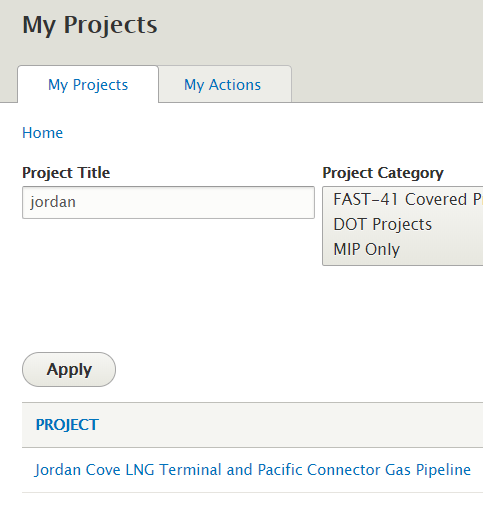 My Projects
My Projects
My Actions
Home
Project Title
Project Category
jordan
FAST-41 Covered
DOT Projects
MIP Only
Apply
PROJECT
Jordan Cove LNG Terminal and Pacific Connector Gas Pipeline